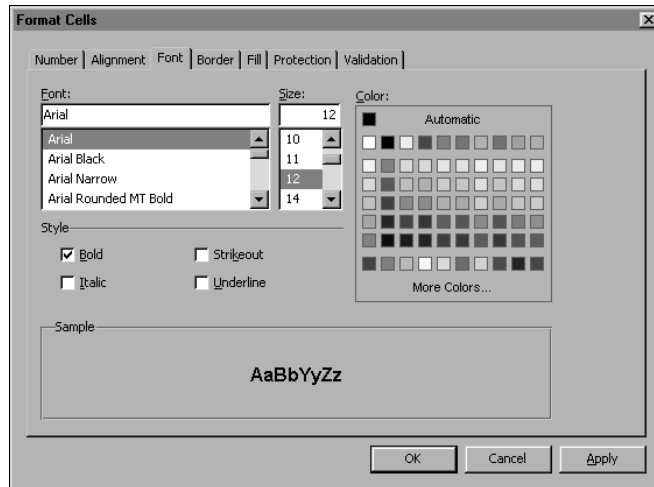 Format Cells
Number Alignment Font Border Fill Protection Validation
Font: Size: Color:
Arial 12 Automatic
Arial 10
Arial Black 11
Arial Narrow 12
Arial Rounded MT Bold 14
Style
Bold Strikeout
Italic Underline
More Colors...
Sample
AaBbYyZz
OK Cancel Apply